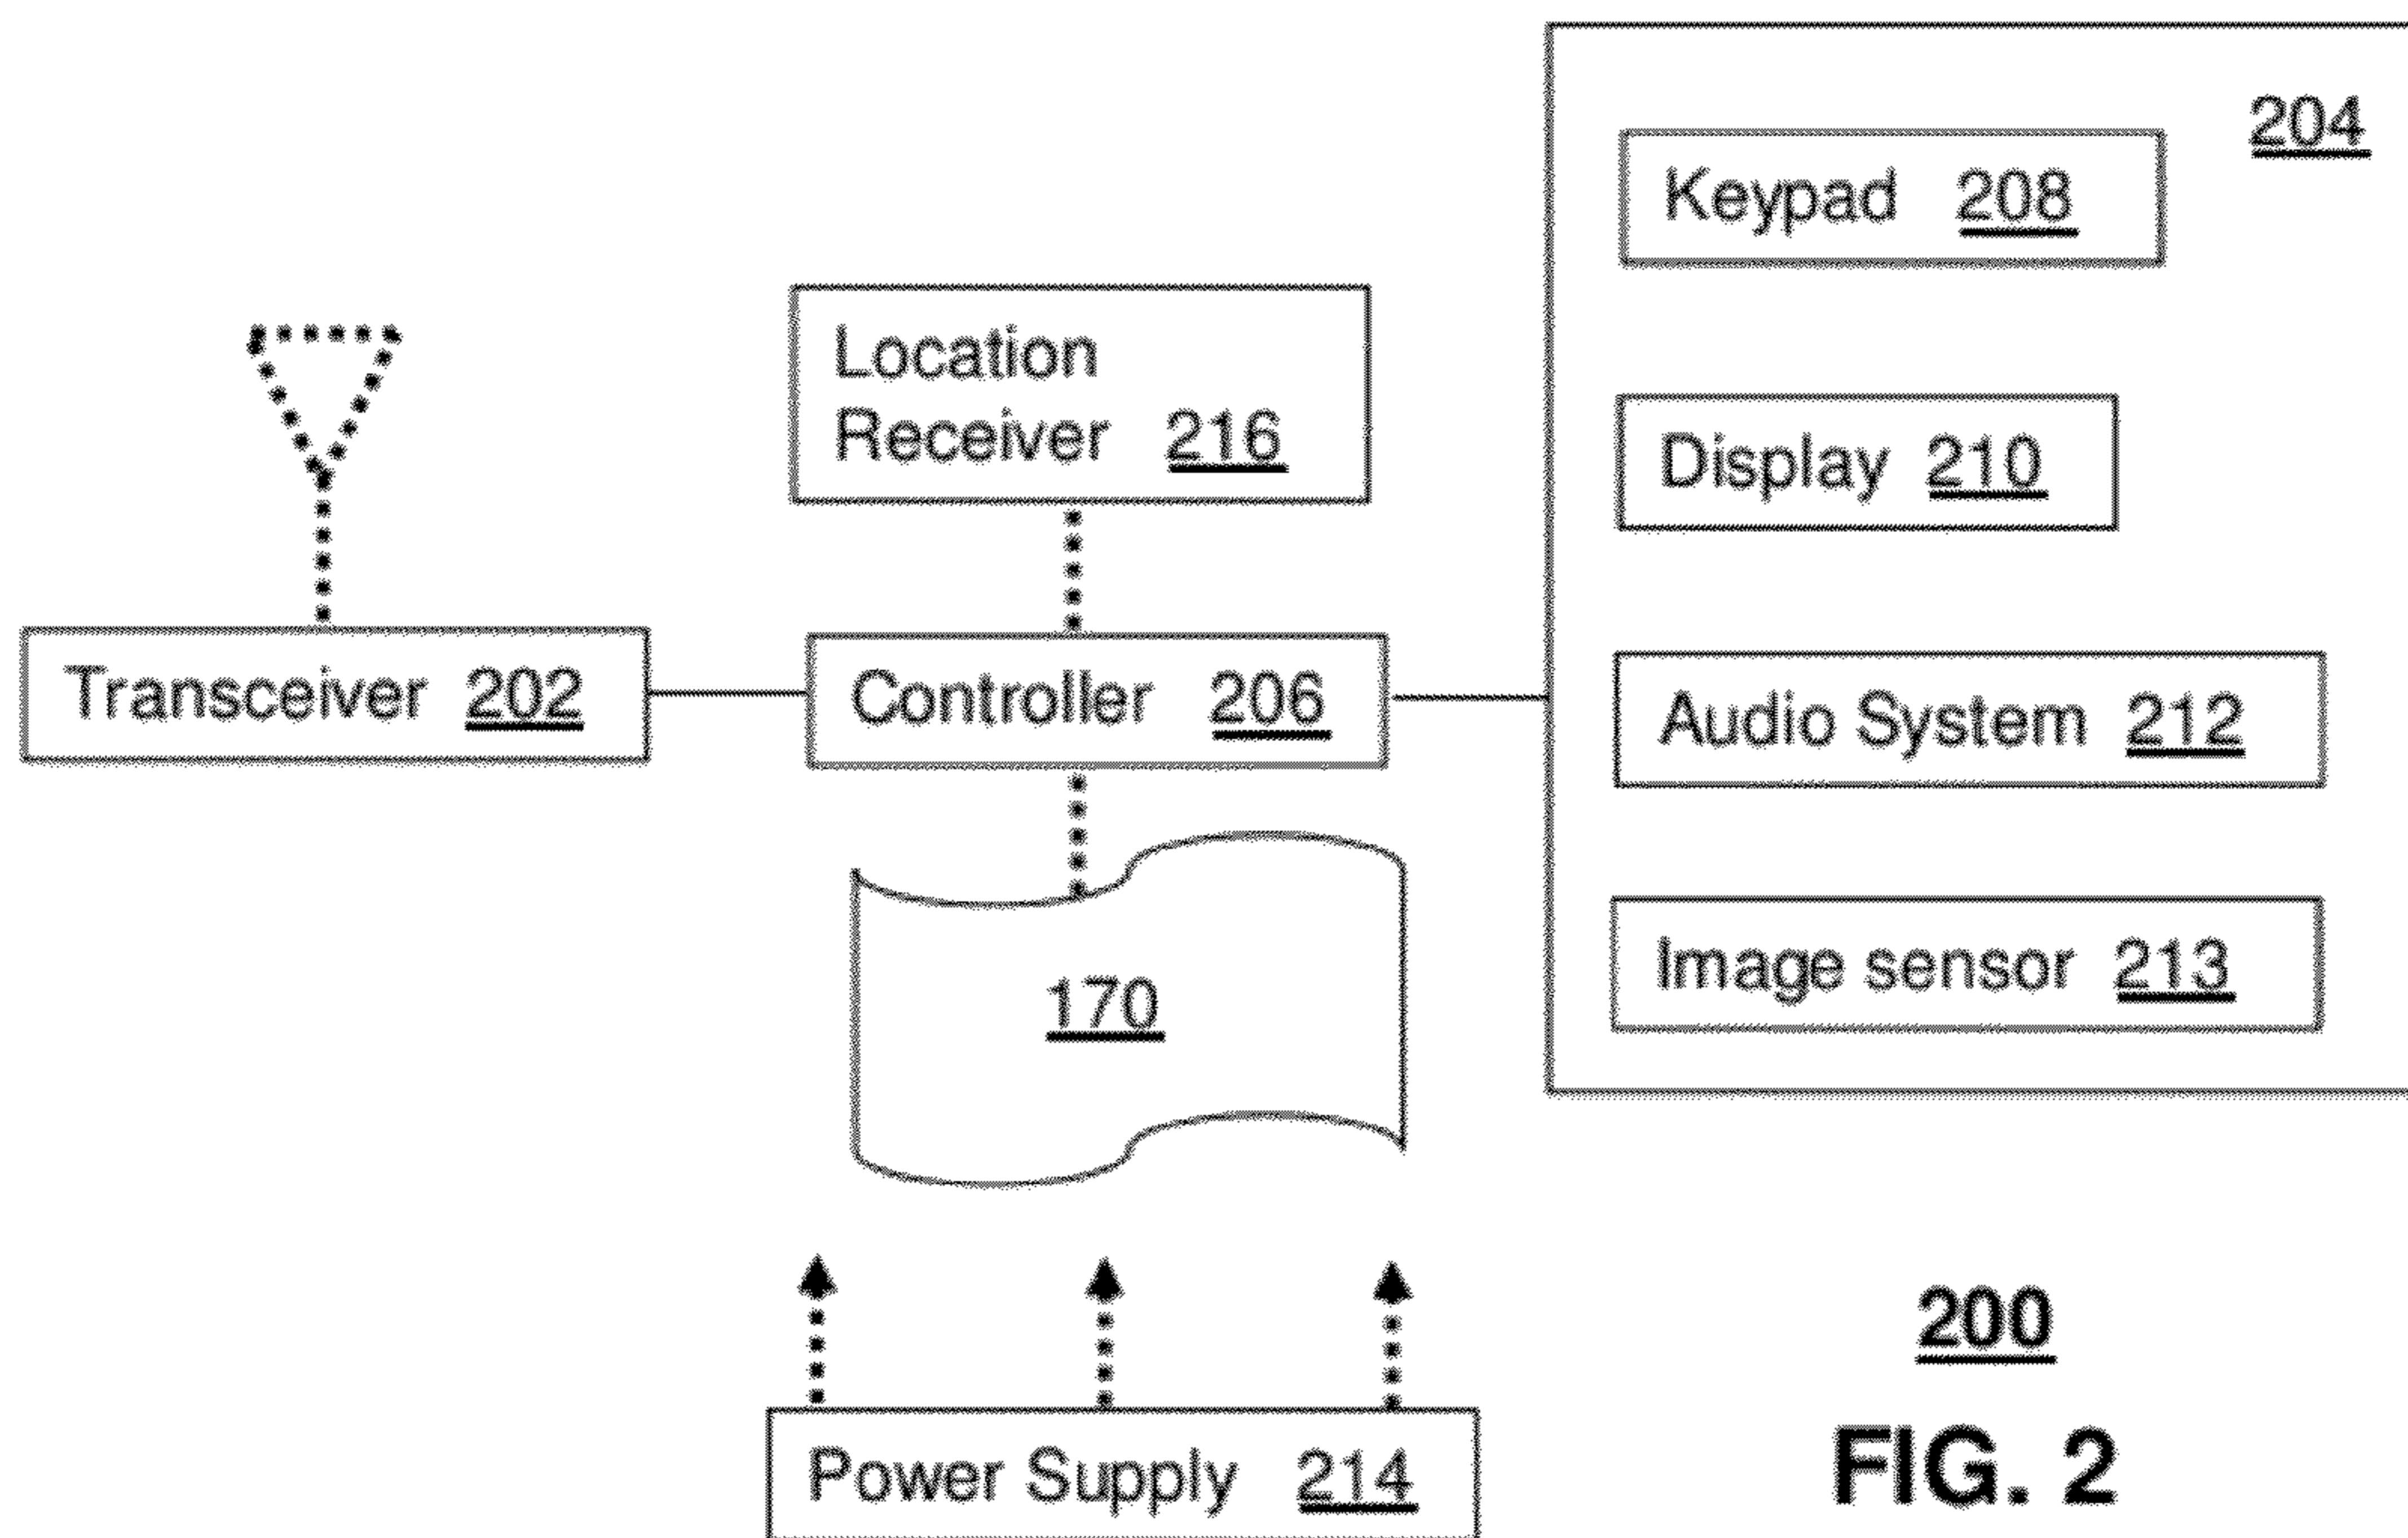 204
Keypad 208
Location
Receiver 216
Display 210
Transceiver 202
Controller 206
Audio System 212
Image sensor 213
170
200
Power Supply 214
FIG. 2